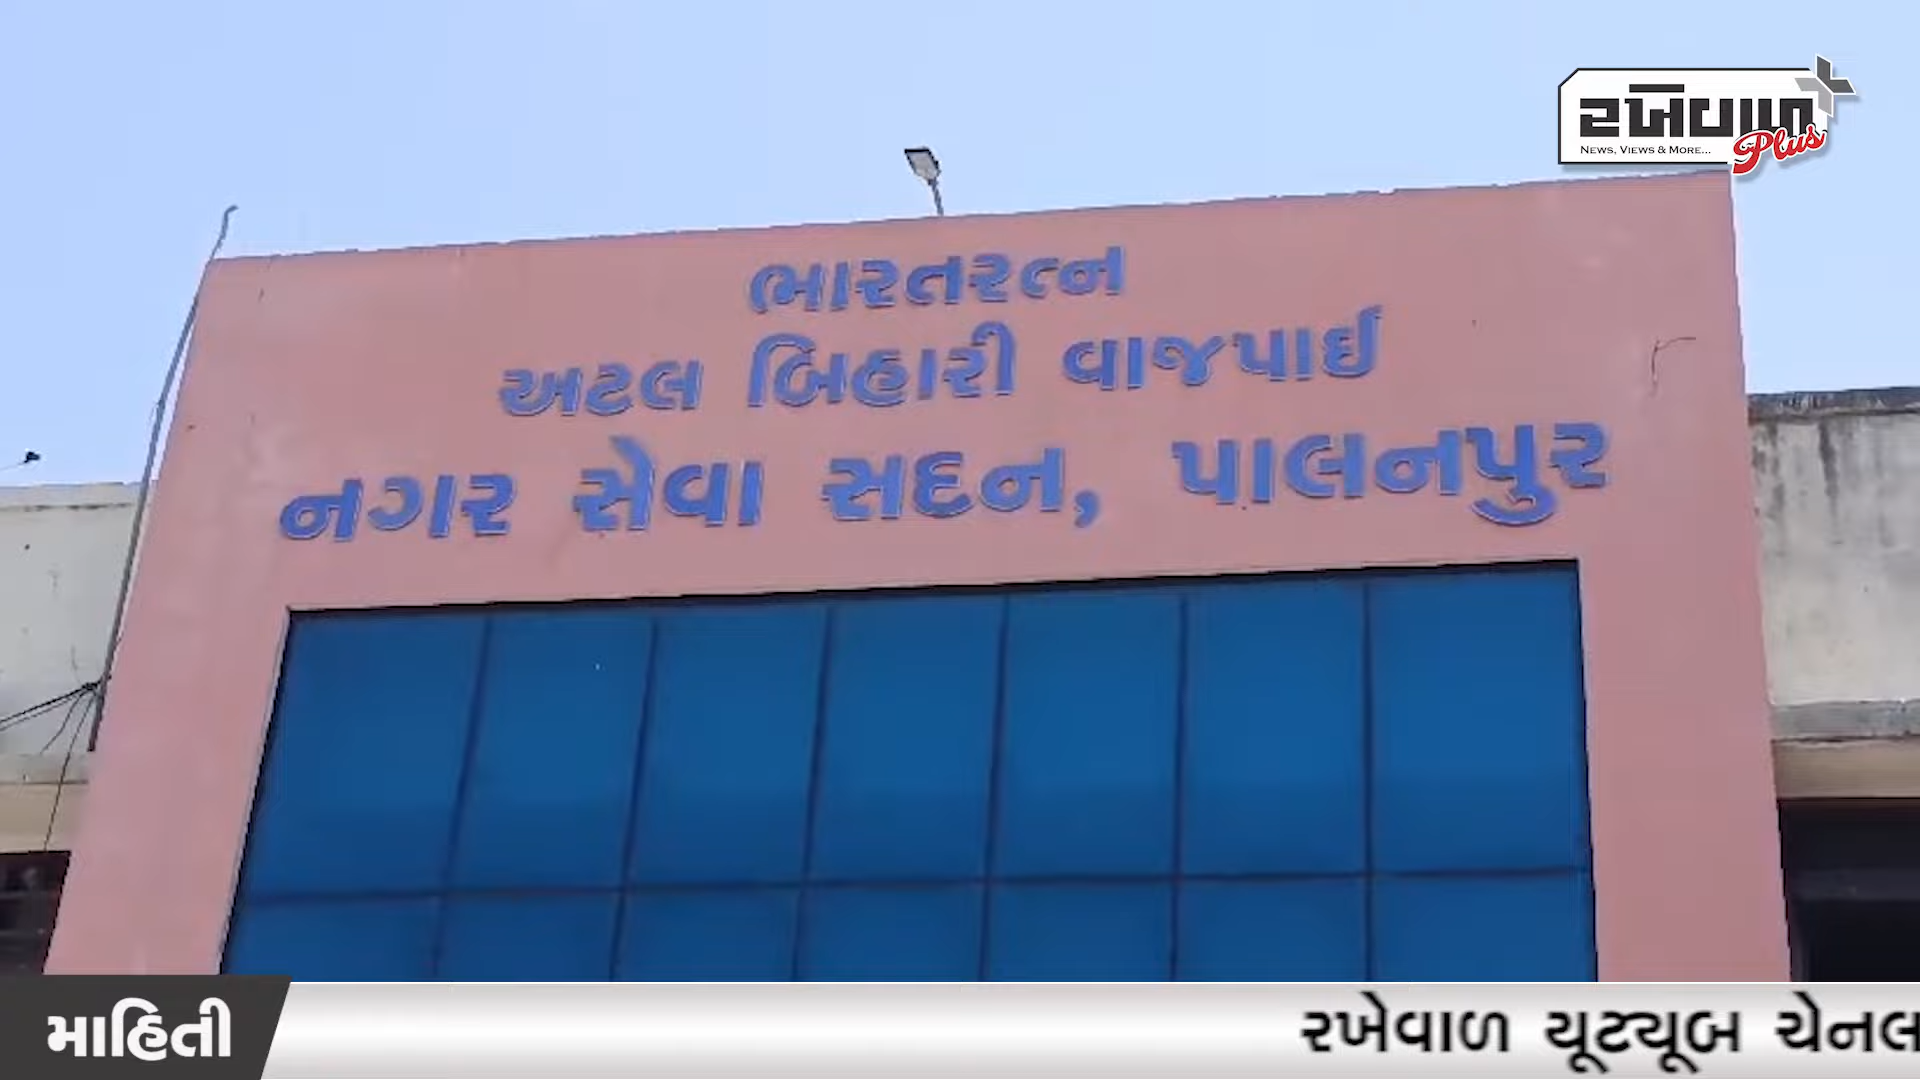 રખેવાળ
NEWS, VIEWS & MORE...
Plus
ભારતરત્ન
અટલ બિહારી વાજપાઈ
નગર સેવા સદન, પાલનપુર
માહિતી
રખેવાળ યૂટ્યૂબ ચેનલ